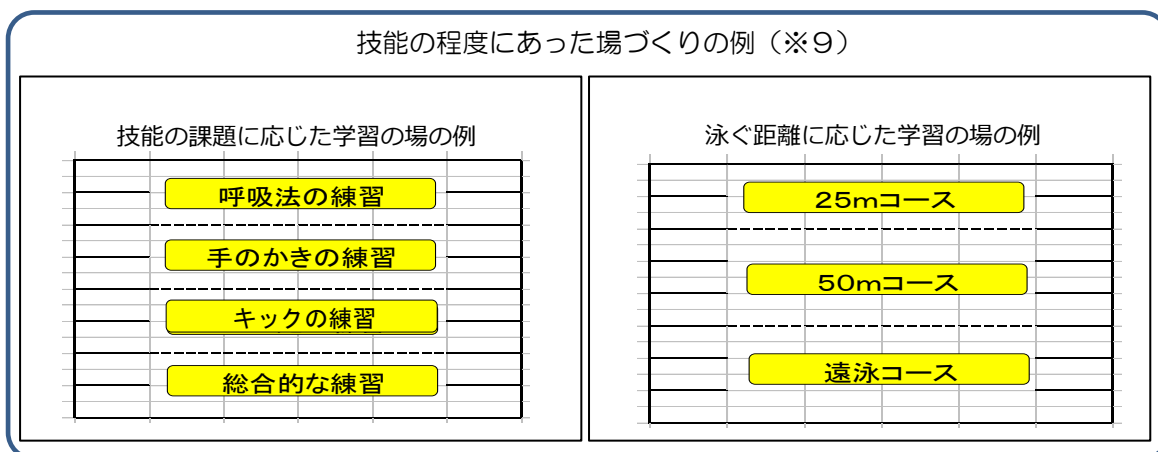 技能の程度にあった場づくりの例（※９）
技能の課題に応じた学習の場の例
呼吸法の練習
手のかきの練習
キックの練習
総合的な練習
泳ぐ距離に応じた学習の場の例
25mコース
50mコース
遠泳コース